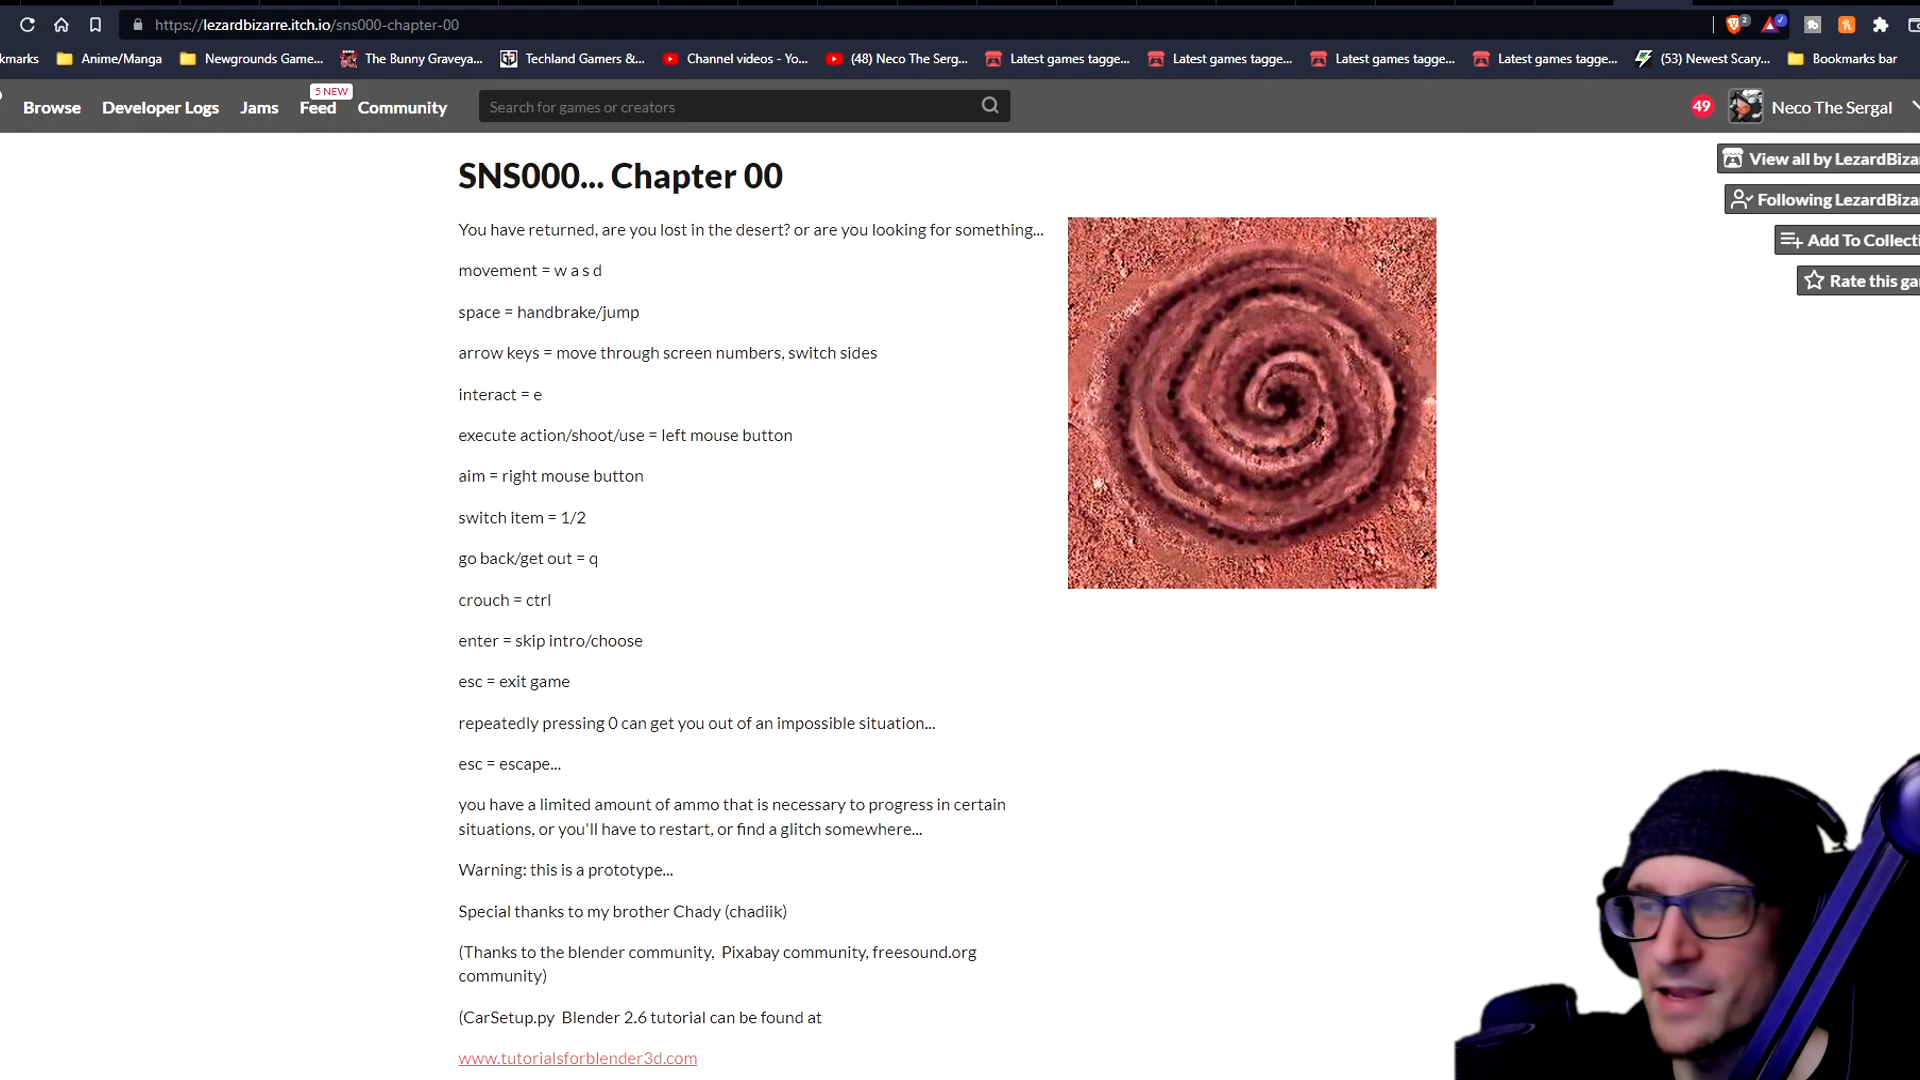 https://lezardbizarre.itch.io/sns000-chapter-00
2
kmarks
Anime/Manga
Newgrounds Game...
The Bunny Graveya...
Techland Gamers &...
Channel videos - Yo...
(48) Neco The Serg...
Latest games tagge...
Latest games tagge...
Latest games tagge...
Latest games tagge...
(53) Newest Scary...
Bookmarks bar
5 NEW
Browse
Developer Logs
Jams
Feed
Community
Search for games or creators
49
Neco The Sergal
View all by LezardBiza
Following LezardBiza
Add To Collecti
Rate this ga
SNS000... Chapter 00
You have returned, are you lost in the desert? or are you looking for something...
movement = w a s d
space = handbrake/jump
arrow keys = move through screen numbers, switch sides
interact = e
execute action/shoot/use = left mouse button
aim = right mouse button
switch item = 1/2
go back/get out = q
crouch = ctrl
enter = skip intro/choose
esc = exit game
repeatedly pressing 0 can get you out of an impossible situation...
esc = escape...
you have a limited amount of ammo that is necessary to progress in certain
situations, or you'll have to restart, or find a glitch somewhere...
Warning: this is a prototype...
Special thanks to my brother Chady (chadiik)
(Thanks to the blender community,  Pixabay community, freesound.org
community)
(CarSetup.py  Blender 2.6 tutorial can be found at
www.tutorialsforblender3d.com